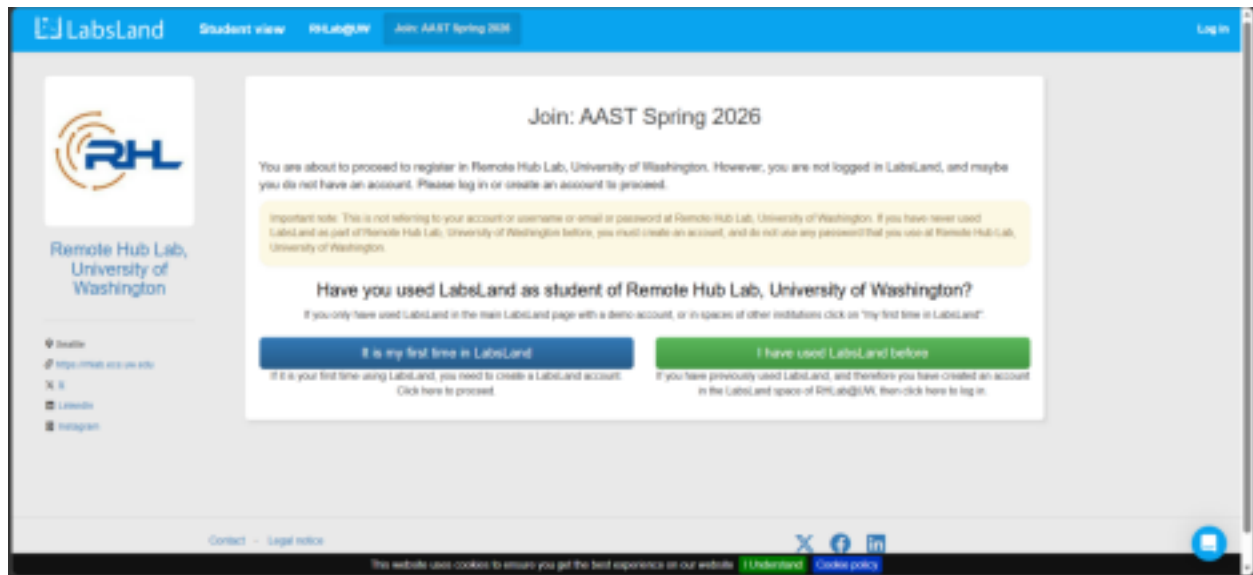 LabsLand
Student view
RHLab@UW
Join: AAST Spring 2026
Log in
RHL
Remote Hub Lab,
University of
Washington
Seattle
https://rhlab.ece.uw.edu
X
LinkedIn
Instagram
Join: AAST Spring 2026
You are about to proceed to register in Remote Hub Lab, University of Washington. However, you are not logged in LabsLand, and maybe
you do not have an account. Please log in or create an account to proceed.
Important note: This is not referring to your account or username or email or password at Remote Hub Lab, University of Washington. If you have never used
LabsLand as part of Remote Hub Lab, University of Washington before, you must create an account, and do not use any password that you use at Remote Hub Lab,
University of Washington.
Have you used LabsLand as student of Remote Hub Lab, University of Washington?
If you only have used LabsLand in the main LabsLand page with a demo account, or in spaces of other institutions click on "my first time in LabsLand".
It is my first time in LabsLand
If it is your first time using LabsLand, you need to create a LabsLand account.
Click here to proceed.
I have used LabsLand before
If you have previously used LabsLand, and therefore you have created an account
in the LabsLand space of RHLab@UW, then click here to log in.
Contact - Legal notice
This website uses cookies to ensure you get the best experience on our website I Understand Cookie policy